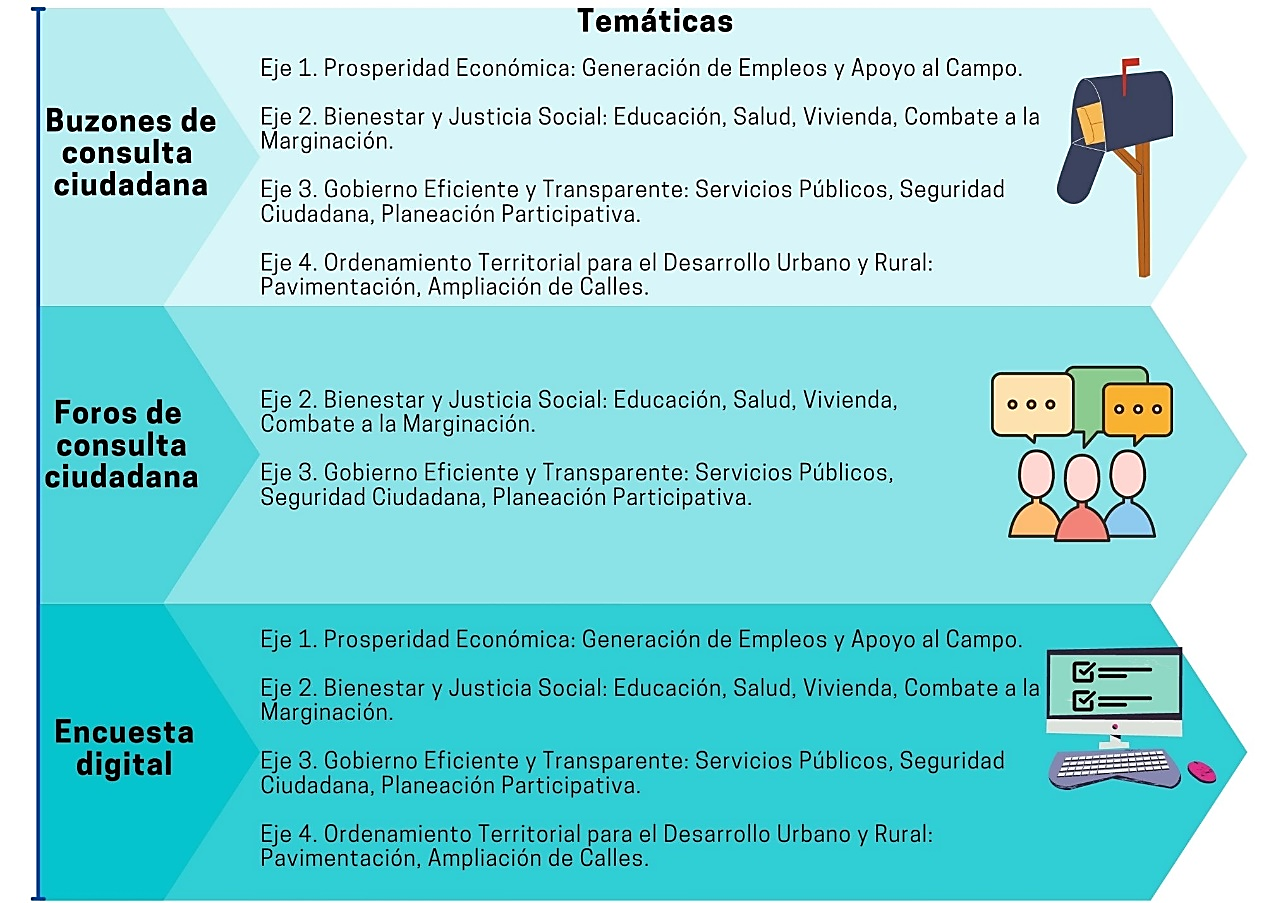 Temáticas
Buzones de
consulta
ciudadana
Eje 1. Prosperidad Económica: Generación de Empleos y Apoyo al Campo.
Eje 2. Bienestar y Justicia Social: Educación, Salud, Vivienda, Combate a la
Marginación.
Eje 3. Gobierno Eficiente y Transparente: Servicios Públicos, Seguridad
Ciudadana, Planeación Participativa.
Eje 4. Ordenamiento Territorial para el Desarrollo Urbano y Rural:
Pavimentación, Ampliación de Calles.
Foros de
consulta
ciudadana
Eje 2. Bienestar y Justicia Social: Educación, Salud, Vivienda,
Combate a la Marginación.
Eje 3. Gobierno Eficiente y Transparente: Servicios Públicos,
Seguridad Ciudadana, Planeación Participativa.
Encuesta
digital
Eje 1. Prosperidad Económica: Generación de Empleos y Apoyo al Campo.
Eje 2. Bienestar y Justicia Social: Educación, Salud, Vivienda, Combate a la
Marginación.
Eje 3. Gobierno Eficiente y Transparente: Servicios Públicos, Seguridad
Ciudadana, Planeación Participativa.
Eje 4. Ordenamiento Territorial para el Desarrollo Urbano y Rural:
Pavimentación, Ampliación de Calles.